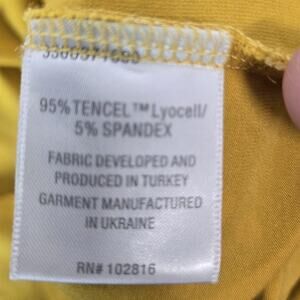 95% TENCEL™ Lyocell/
5% SPANDEX
FABRIC DEVELOPED AND
PRODUCED IN TURKEY
GARMENT MANUFACTURED
IN UKRAINE
RN# 102816